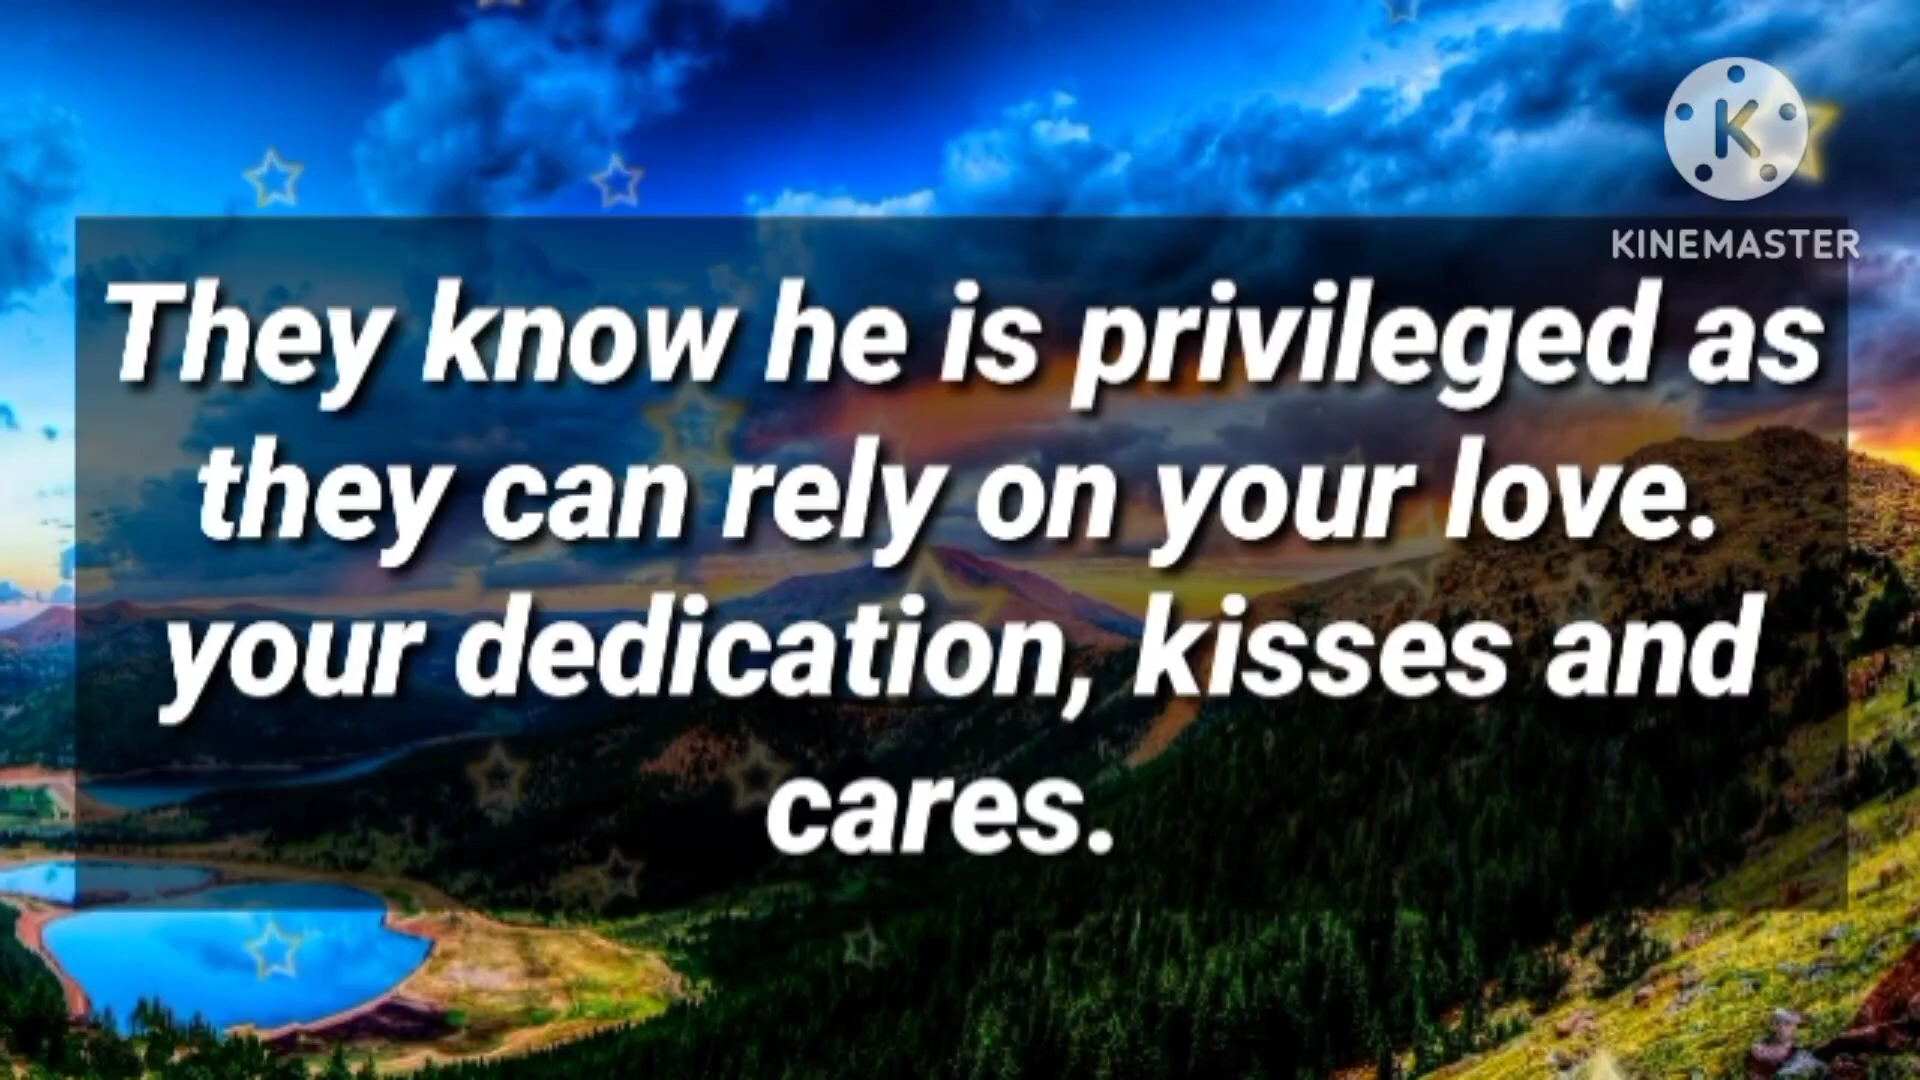 K
KINEMASTER
They know he is privileged as
they can rely on your love.
your dedication, kisses and
cares.